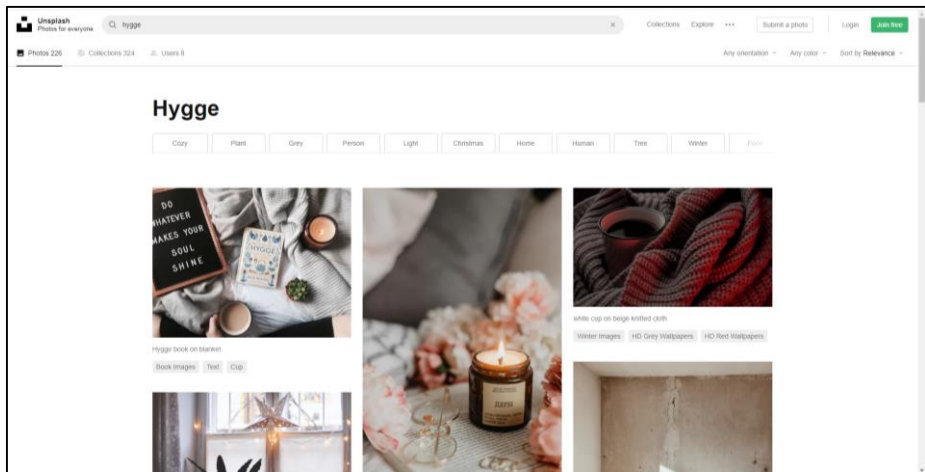 Unsplash
Photos for everyone
hygge
Collections Explore Submit a photo Login Join free
Photos 226 Collections 324 Users 8
Any orientation Any color Sort by Relevance
Hygge
Cozy Plant Grey Person Light Christmas Home Human Tree Winter
DO
WHATEVER
MAKES YOUR
SOUL
SHINE
HYGGE
white cup on beige knitted cloth
Winter Images HD Grey Wallpapers HD Red Wallpapers
Hygge book on blanket
Book Images Text Cup